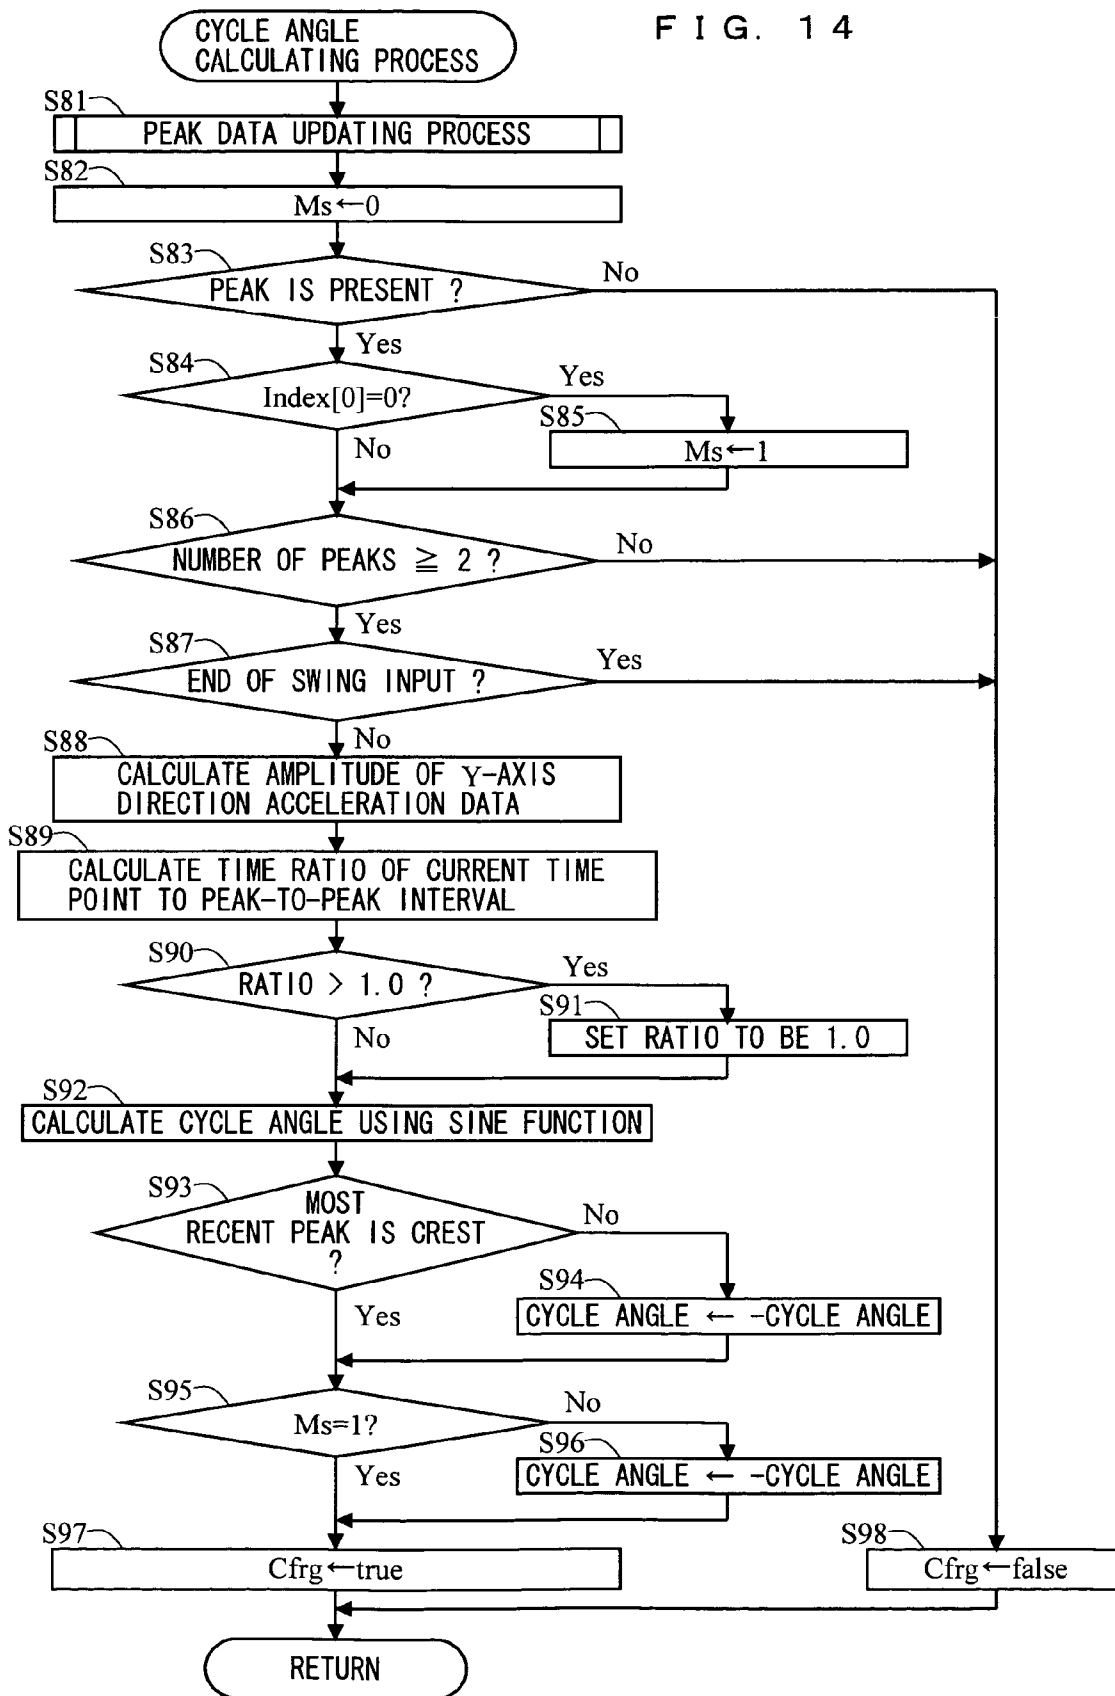 FIG. 14
CYCLE ANGLE
CALCULATING PROCESS
S81
PEAK DATA UPDATING PROCESS
S82
Ms←0
S83
PEAK IS PRESENT ?
No
Yes
S84
Index[0]=0?
Yes
S85
Ms←1
No
S86
NUMBER OF PEAKS ≧ 2 ?
No
Yes
S87
END OF SWING INPUT ?
Yes
No
S88
CALCULATE AMPLITUDE OF Y-AXIS
DIRECTION ACCELERATION DATA
S89
CALCULATE TIME RATIO OF CURRENT TIME
POINT TO PEAK-TO-PEAK INTERVAL
S90
RATIO > 1.0 ?
Yes
S91
SET RATIO TO BE 1.0
No
S92
CALCULATE CYCLE ANGLE USING SINE FUNCTION
S93
MOST
RECENT PEAK IS CREST
?
No
S94
CYCLE ANGLE ← -CYCLE ANGLE
Yes
S95
Ms=1?
No
S96
CYCLE ANGLE ← -CYCLE ANGLE
Yes
S97
Cfrg←true
S98
Cfrg←false
RETURN